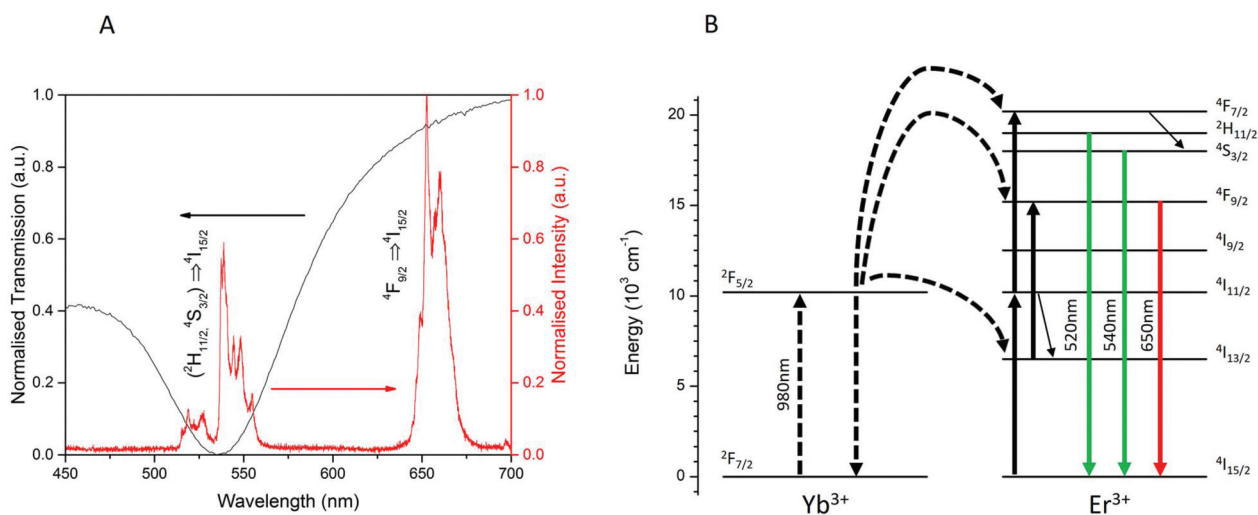 A
B
Normalised Transmission (a.u.)
1.0
0.8
0.6
0.4
0.2
0.0
450
500
550
600
650
700
Wavelength (nm)
(²H₁₁/₂, ⁴S₃/₂) ⇒ ⁴I₁₅/₂
⁴F₉/₂ ⇒ ⁴I₁₅/₂
1.0
0.8
0.6
0.4
0.2
0.0
Normalised Intensity (a.u.)
Energy (10³ cm⁻¹)
20
15
10
5
0
²F₅/₂
²F₇/₂
980nm
Yb³⁺
520nm
540nm
650nm
⁴F₇/₂
²H₁₁/₂
⁴S₃/₂
⁴F₉/₂
⁴I₉/₂
⁴I₁₁/₂
⁴I₁₃/₂
⁴I₁₅/₂
Er³⁺